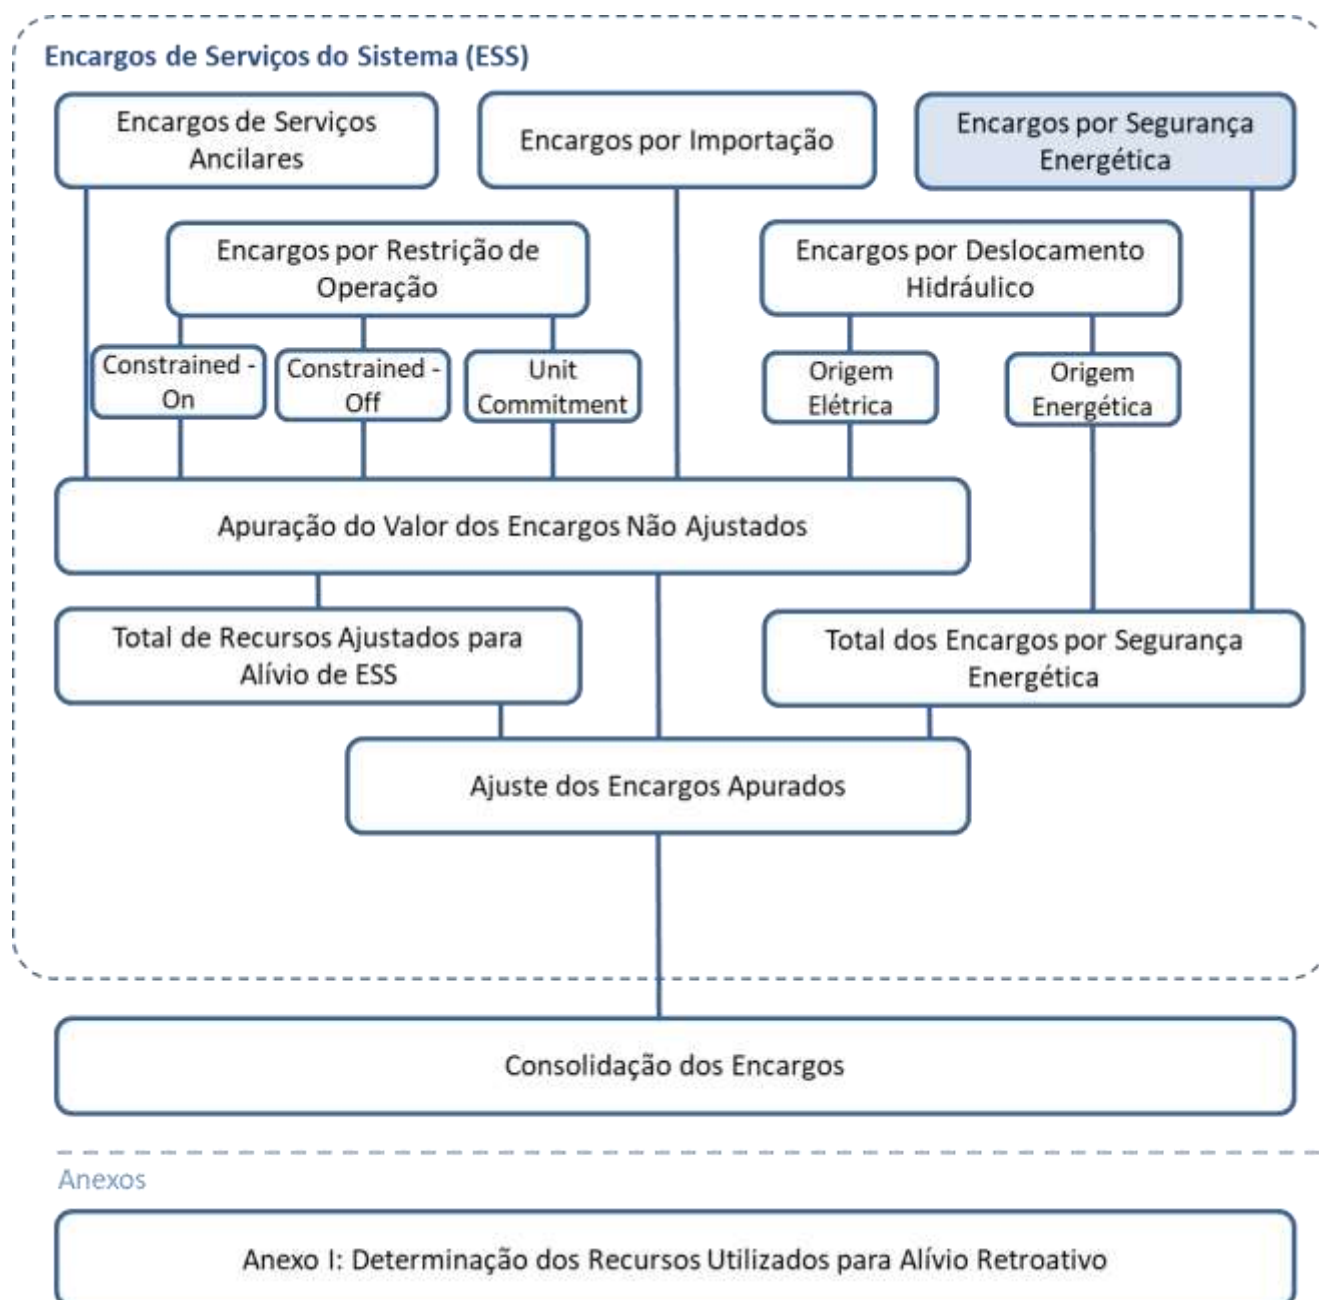 Encargos de Serviços do Sistema (ESS)
Encargos de Serviços
Ancilares
Encargos por Importação
Encargos por Segurança
Energética
Encargos por Restrição de
Operação
Encargos por Deslocamento
Hidráulico
Constrained -
On
Constrained -
Off
Unit
Commitment
Origem
Elétrica
Origem
Energética
Apuração do Valor dos Encargos Não Ajustados
Total de Recursos Ajustados para
Alívio de ESS
Total dos Encargos por Segurança
Energética
Ajuste dos Encargos Apurados
Consolidação dos Encargos
Anexos
Anexo I: Determinação dos Recursos Utilizados para Alívio Retroativo